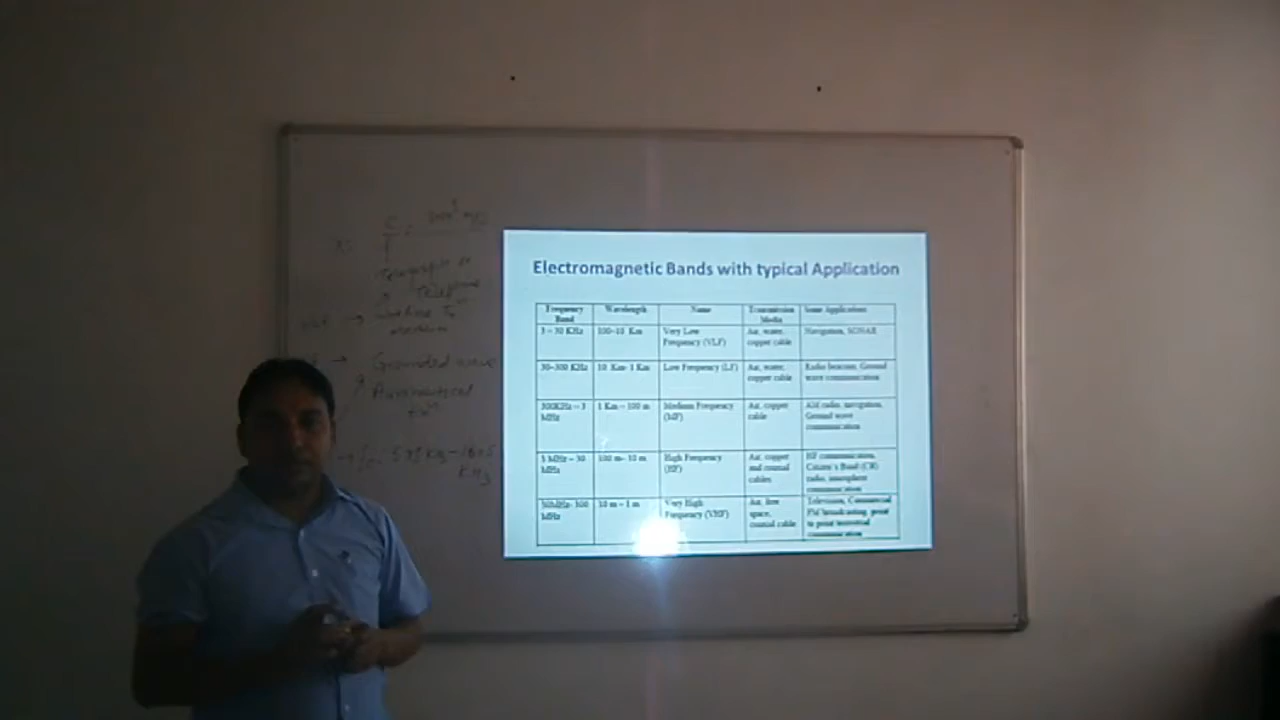 Electromagnetic Bands with typical Application
Frequency Band Wavelength Name Transmission Media Some Applications
3 – 30 KHz 100-10 Km Very Low Frequency (VLF) Air, water, copper cable Navigation, SONAR
30-300 KHz 10 Km- 1 Km Low Frequency (LF) Air, water, copper cable Radio beacons, Ground wave communication
300KHz – 3 MHz 1 Km – 100 m Medium Frequency (MF) Air, copper cable AM radio, navigation, Ground wave communication
3 MHz – 30 MHz 100 m- 10 m High Frequency (HF) Air, copper and coaxial cables HF communication, Citizen's Band (CB) radio, ionosphere communication
30MHz- 300 MHz 10 m – 1 m Very High Frequency (VHF) Air, free space, coaxial cable Television, Commercial FM broadcasting, point to point terrestrial communication
C
f
Telephone
Grounded wave